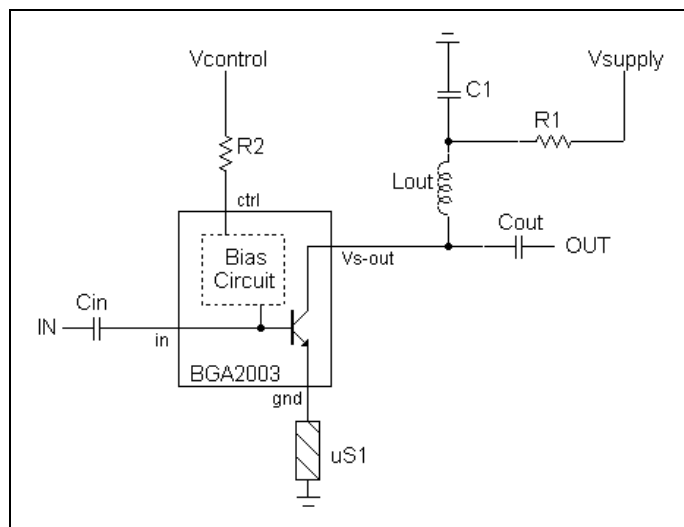 Vcontrol
Vsupply
C1
R1
R2
Lout
ctrl
Cout
OUT
Vs-out
Bias
Circuit
Cin
IN
in
BGA2003
gnd
uS1